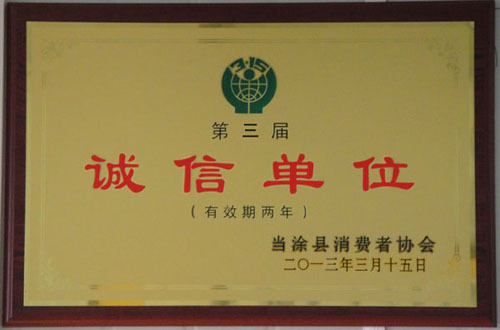 3·15
第三届
诚信单位
(有效期两年)
当涂县消费者协会
二〇一三年三月十五日